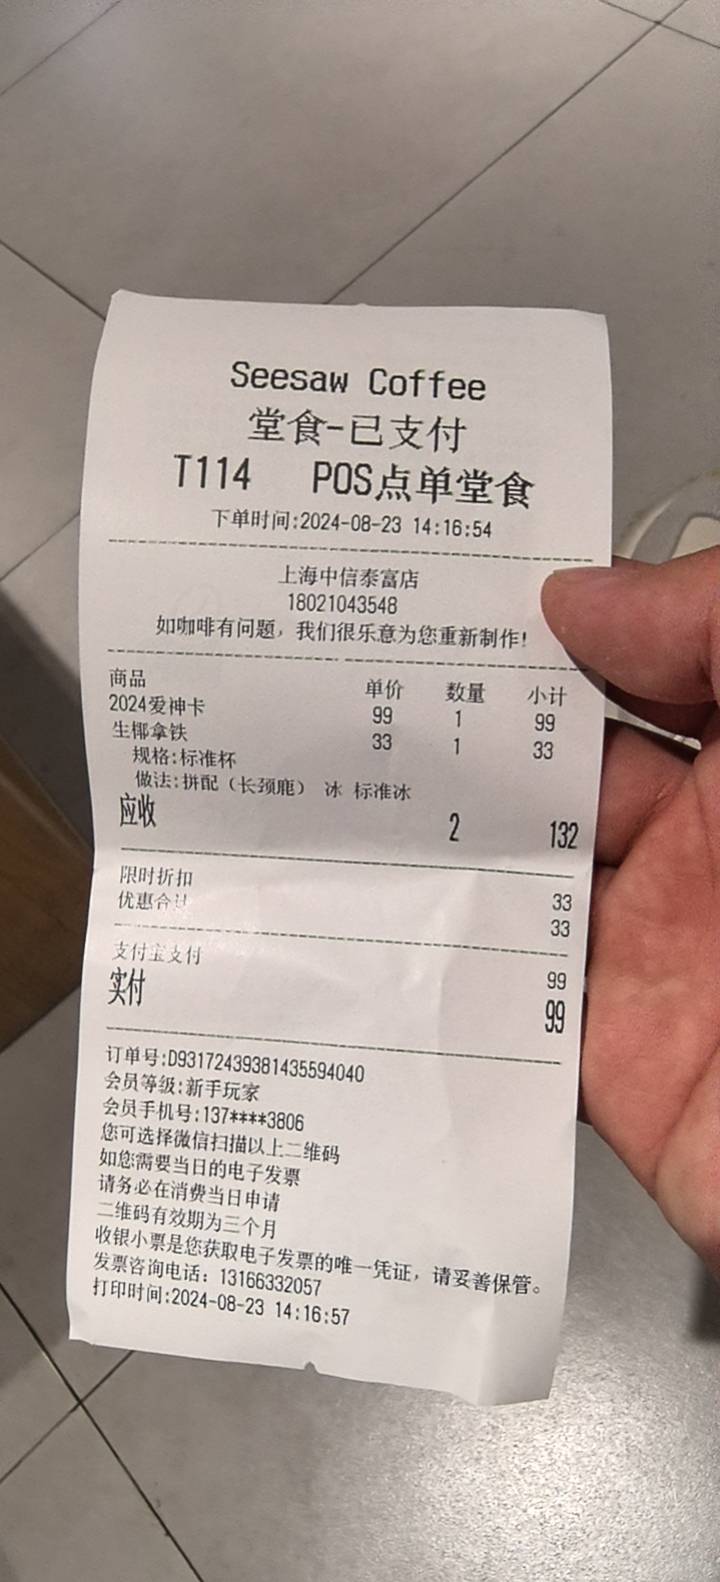 Seesaw Coffee
堂食-已支付
T114 POS点单堂食
下单时间:2024-08-23 14:16:54
上海中信泰富店
18021043548
如咖啡有问题，我们很乐意为您重新制作!
商品 单价 数量 小计
2024爱神卡 99 1 99
生椰拿铁 33 1 33
规格:标准杯
做法:拼配（长颈鹿） 冰 标准冰
应收 2 132
限时折扣 33
优惠合计 33
支付宝支付 99
实付 99
订单号:D93172439381435594040
会员等级:新手玩家
会员手机号:137****3806
您可选择微信扫描以上二维码
如您需要当日的电子发票
请务必在消费当日申请
二维码有效期为三个月
收银小票是您获取电子发票的唯一凭证，请妥善保管。
发票咨询电话：13166332057
打印时间:2024-08-23 14:16:57